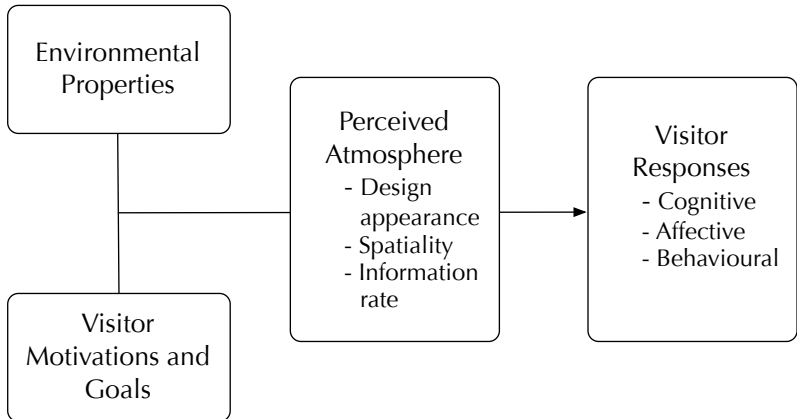 Environmental
Properties
Visitor
Motivations and
Goals
Perceived
Atmosphere
- Design
appearance
- Spatiality
- Information
rate
Visitor
Responses
- Cognitive
- Affective
- Behavioural